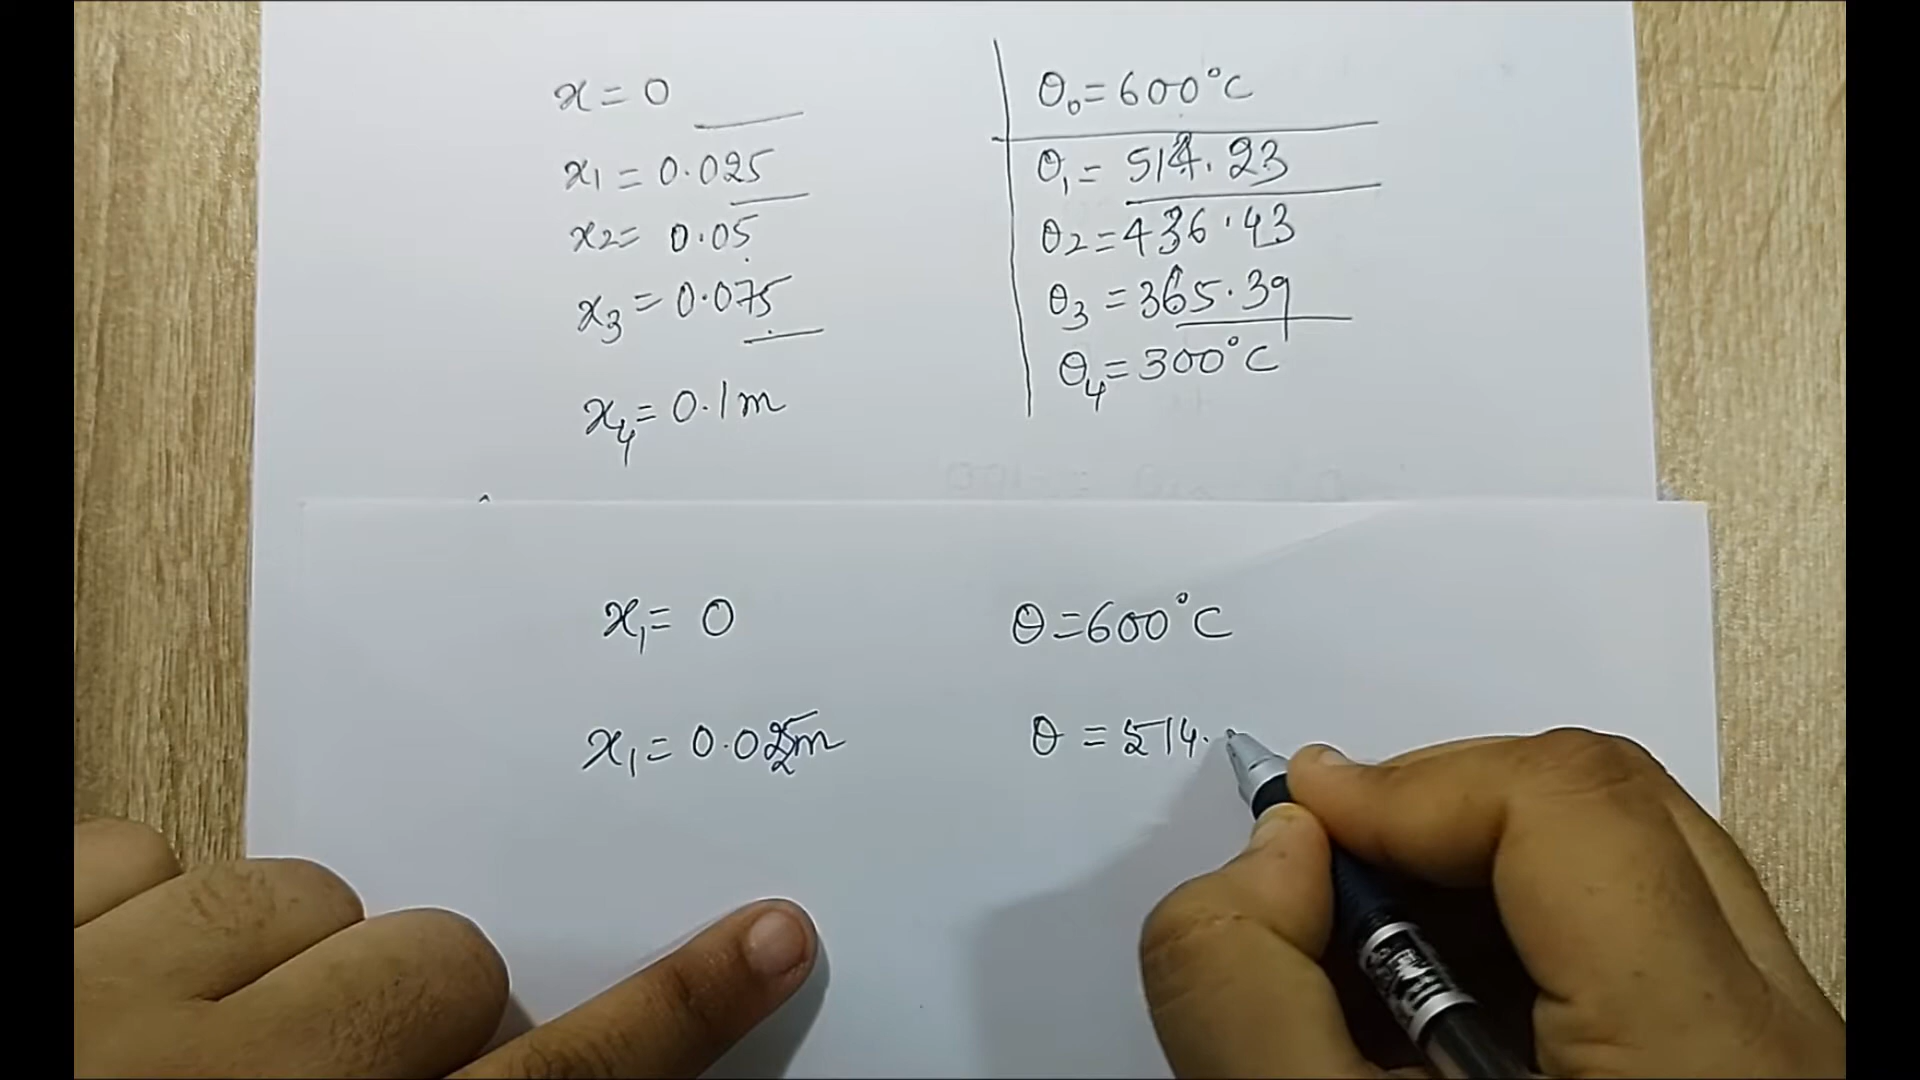 x = 0 θ₀ = 600°C
x₁ = 0.025 θ₁ = 514.23
x₂ = 0.05 θ₂ = 436.43
x₃ = 0.075 θ₃ = 365.39
x₄ = 0.1m θ₄ = 300°C
x₁ = 0 θ = 600°C
x₁ = 0.025m θ = 514.